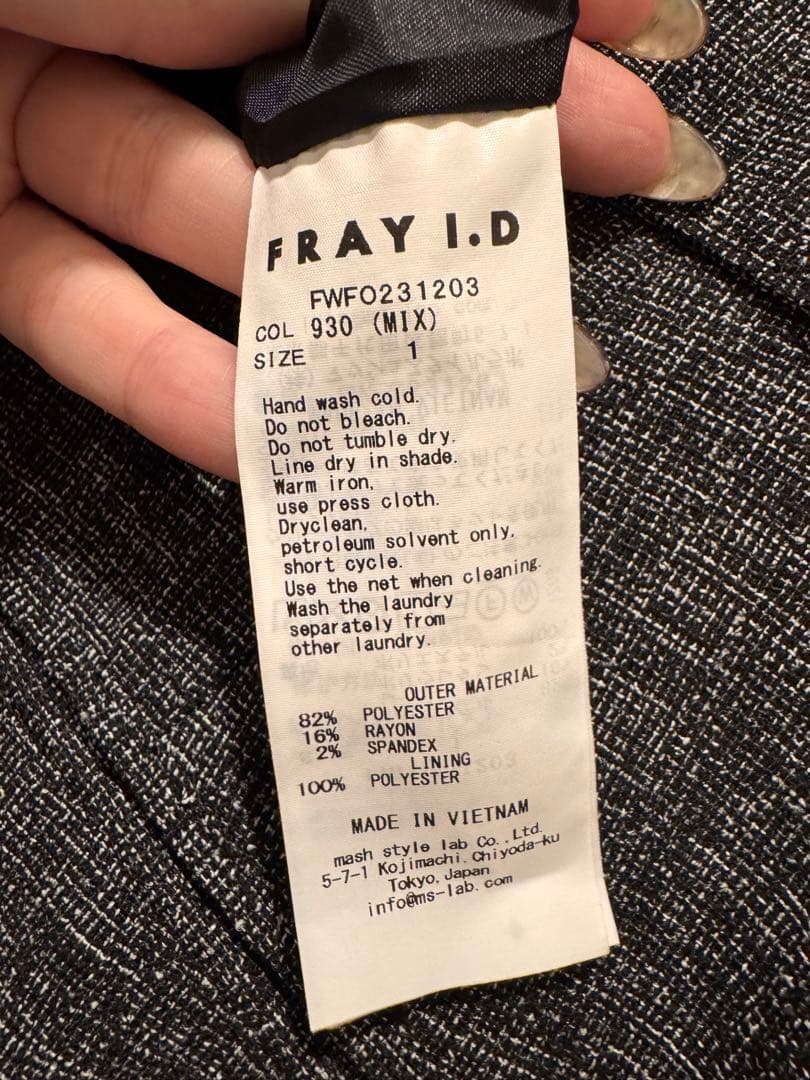 FRAY I.D
FWFO231203
COL 930 (MIX)
SIZE 1
Hand wash cold.
Do not bleach.
Do not tumble dry.
Line dry in shade.
Warm iron.
use press cloth.
Dryclean.
petroleum solvent only.
short cycle.
Use the net when cleaning.
Wash the laundry
separately from
other laundry.
OUTER MATERIAL
82% POLYESTER
16% RAYON
2% SPANDEX
LINING
100% POLYESTER
MADE IN VIETNAM
mash style lab Co., Ltd.
5-7-1 Kojimachi. Chiyoda-ku
Tokyo, Japan
info@ms-lab.com